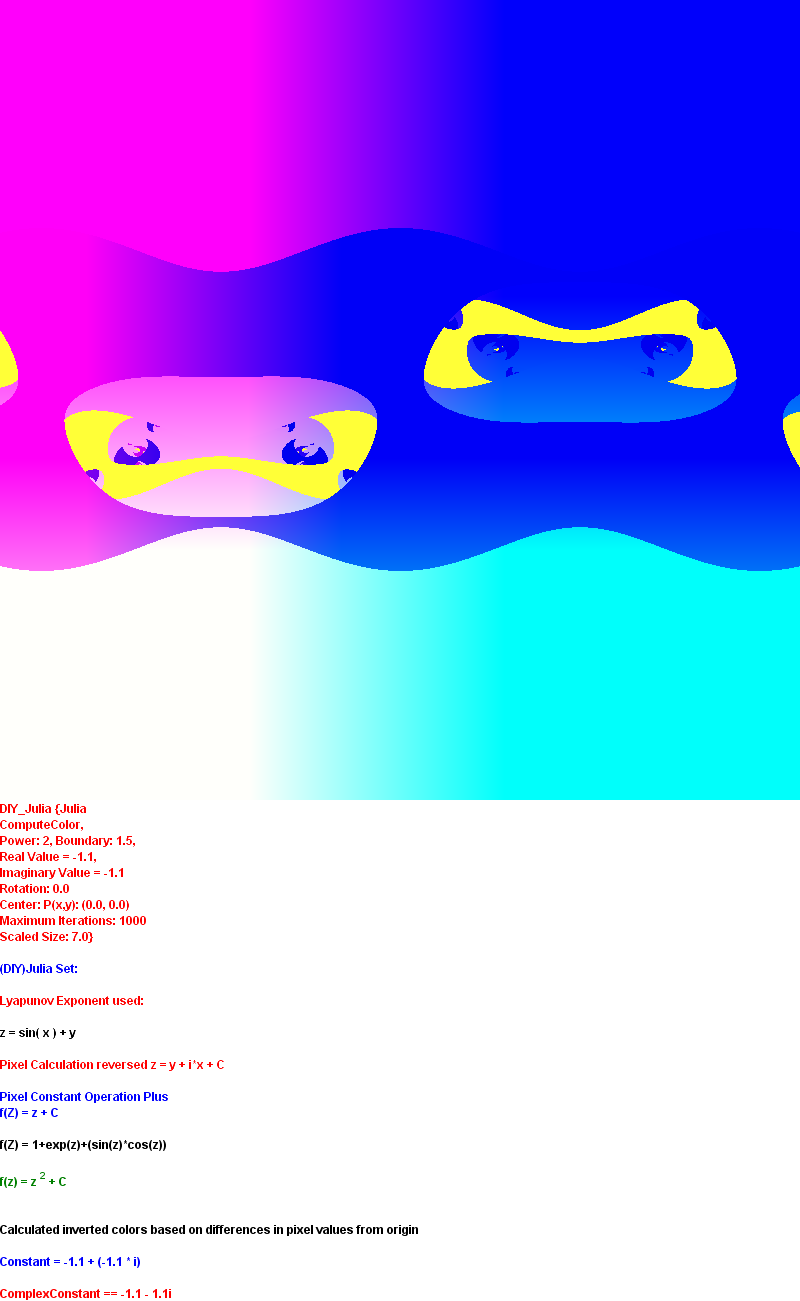 DIY_Julia {Julia
ComputeColor,
Power: 2, Boundary: 1.5,
Real Value = -1.1,
Imaginary Value = -1.1
Rotation: 0.0
Center: P(x,y): (0.0, 0.0)
Maximum Iterations: 1000
Scaled Size: 7.0}
(DIY)Julia Set:
Lyapunov Exponent used:
z = sin( x ) + y
Pixel Calculation reversed z = y + i*x + C
Pixel Constant Operation Plus
f(Z) = z + C
f(Z) = 1+exp(z)+(sin(z)*cos(z))
f(z) = z 2 + C
Calculated inverted colors based on differences in pixel values from origin
Constant = -1.1 + (-1.1 * i)
ComplexConstant == -1.1 - 1.1i